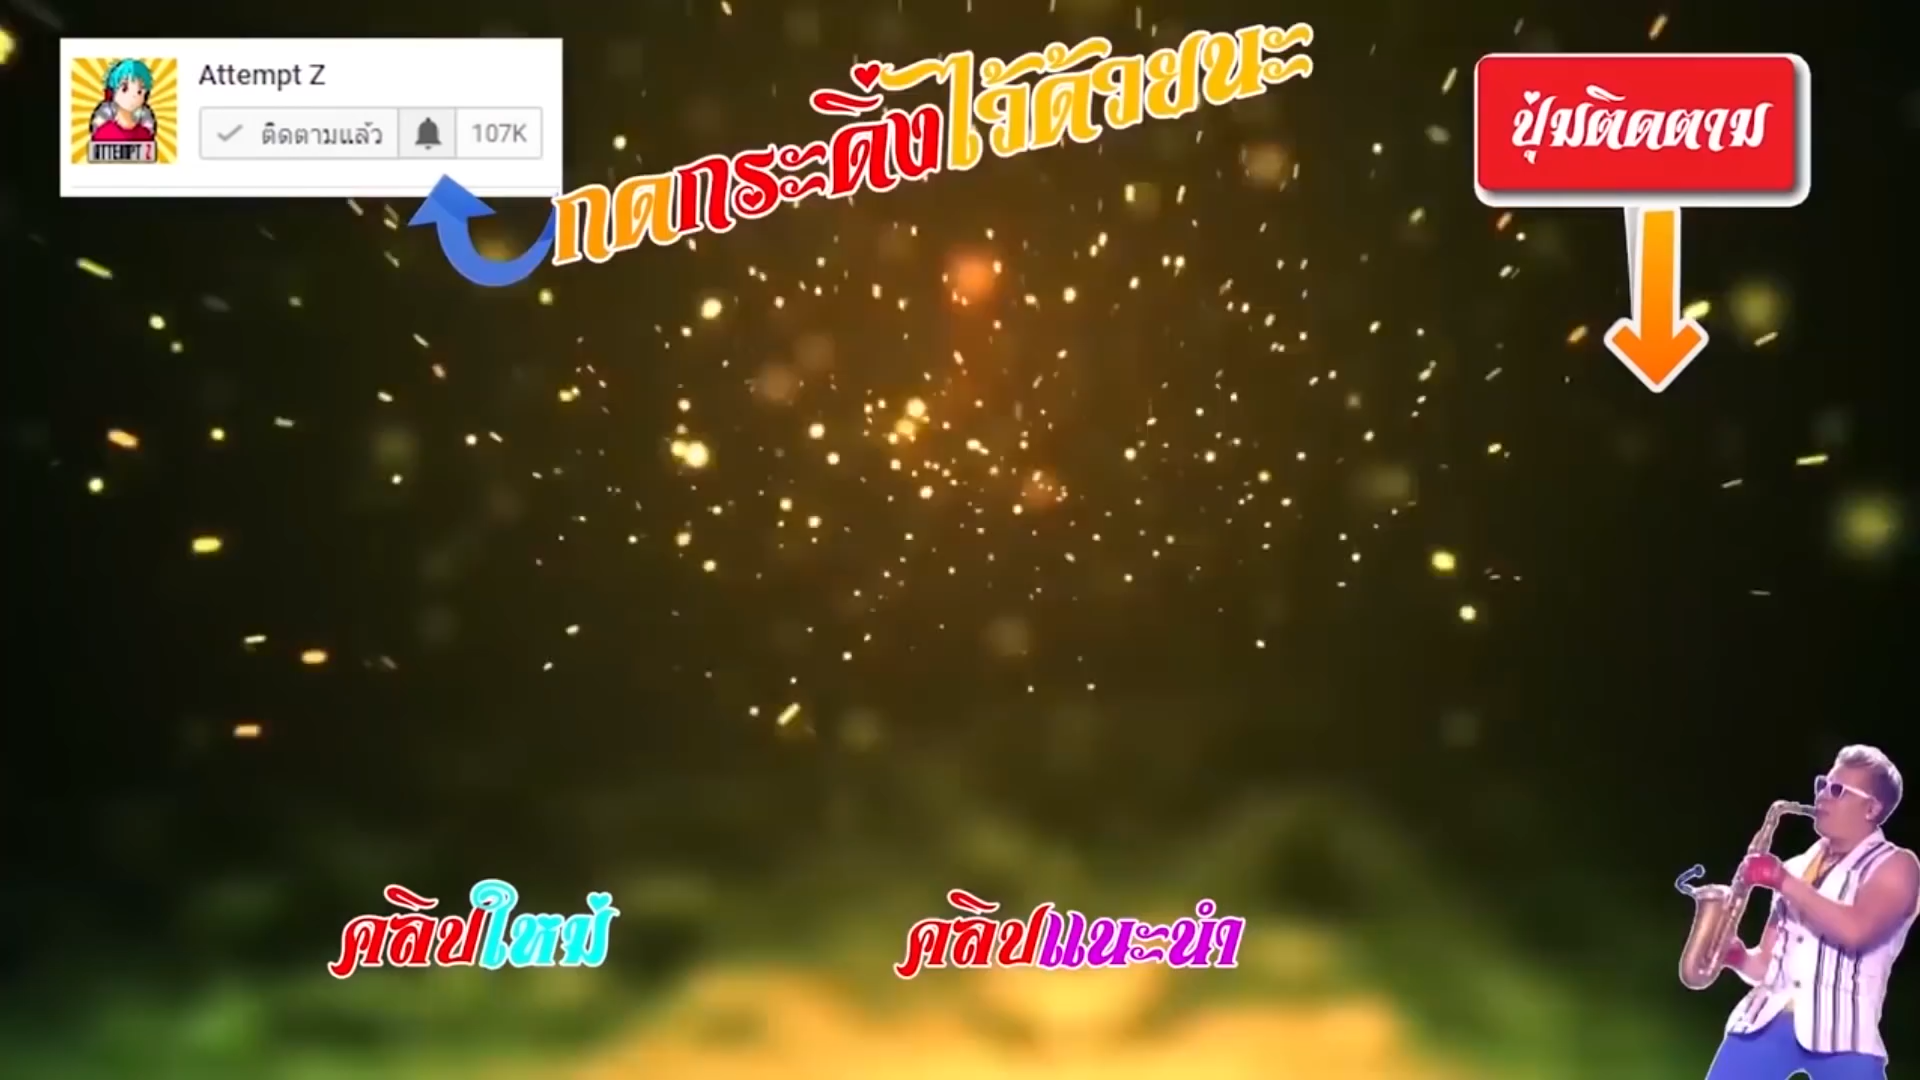 Attempt Z
ติดตามแล้ว 107K
ATTEMPT Z
กดกระดิ่งไว้ด้วยนะ
ปุ่มติดตาม
คลิปใหม่
คลิปแนะนำ